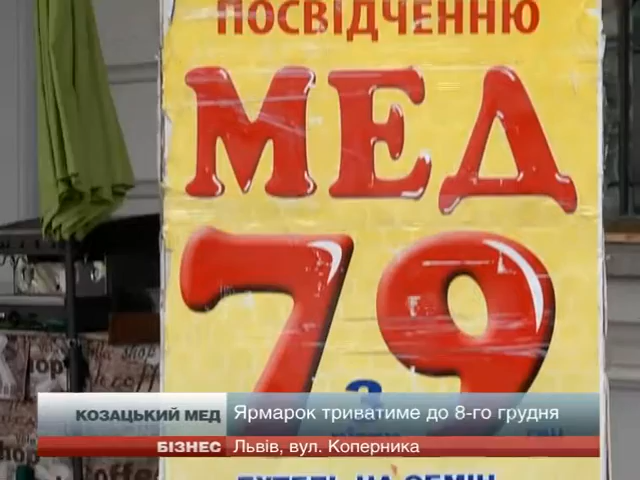 ПОСВІДЧЕННЮ
МЕД
79
КОЗАЦЬКИЙ МЕД Ярмарок триватиме до 8-го грудня
БІЗНЕС Львів, вул. Коперника